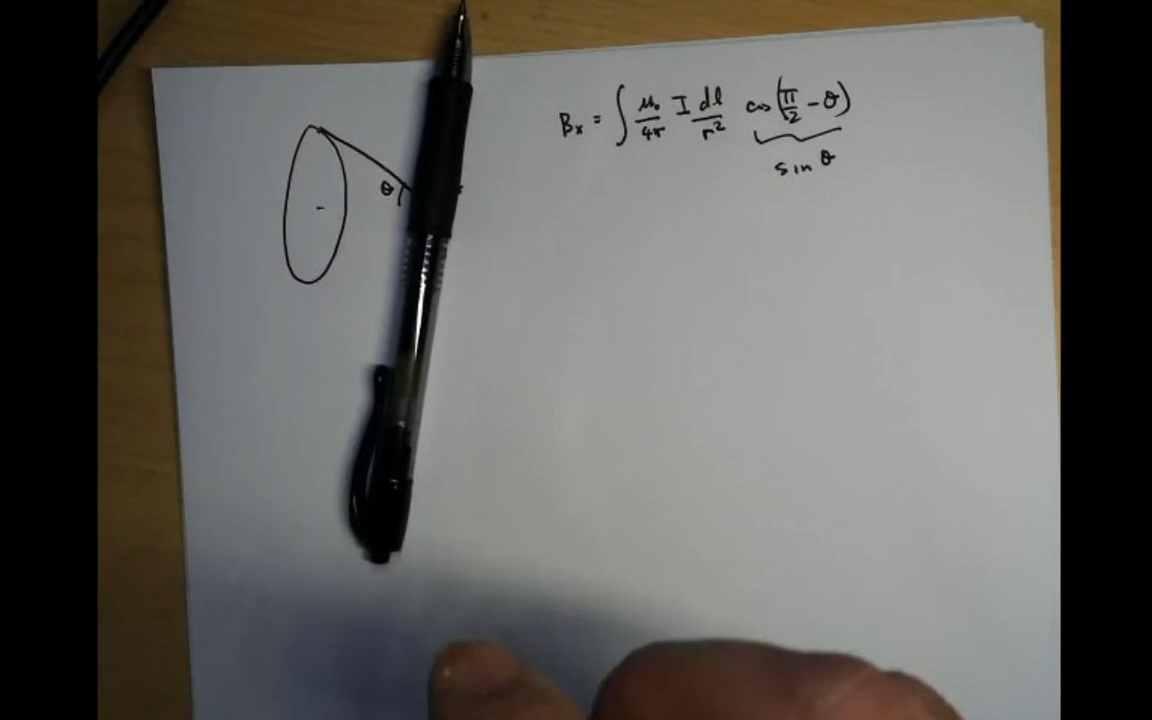 Bx = ∫ μ₀/4π I dl/r² cos(π/2 - θ)
sin θ
θ